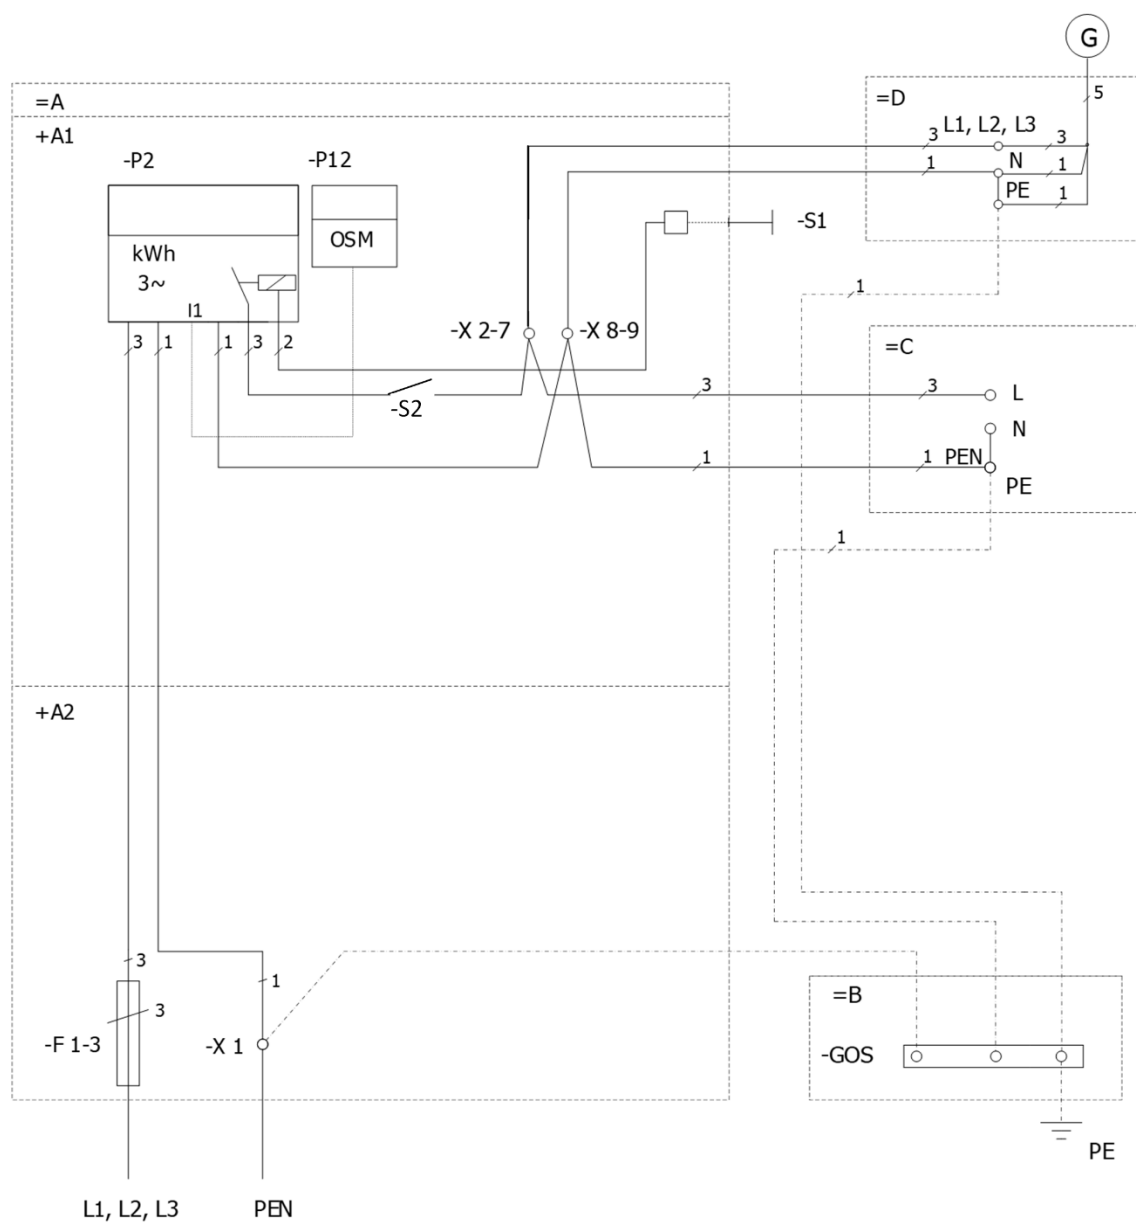 G
=A
=D
5
+A1
L1, L2, L3
3
3
-P2
-P12
N
1
1
PE
1
-S1
OSM
kWh
3~
I1
1
-X 2-7
-X 8-9
=C
3
1
1
3
2
3
3
L
-S2
N
1
1
PEN
PE
1
+A2
3
1
=B
3
-F 1-3
-X 1
-GOS
PE
L1, L2, L3
PEN